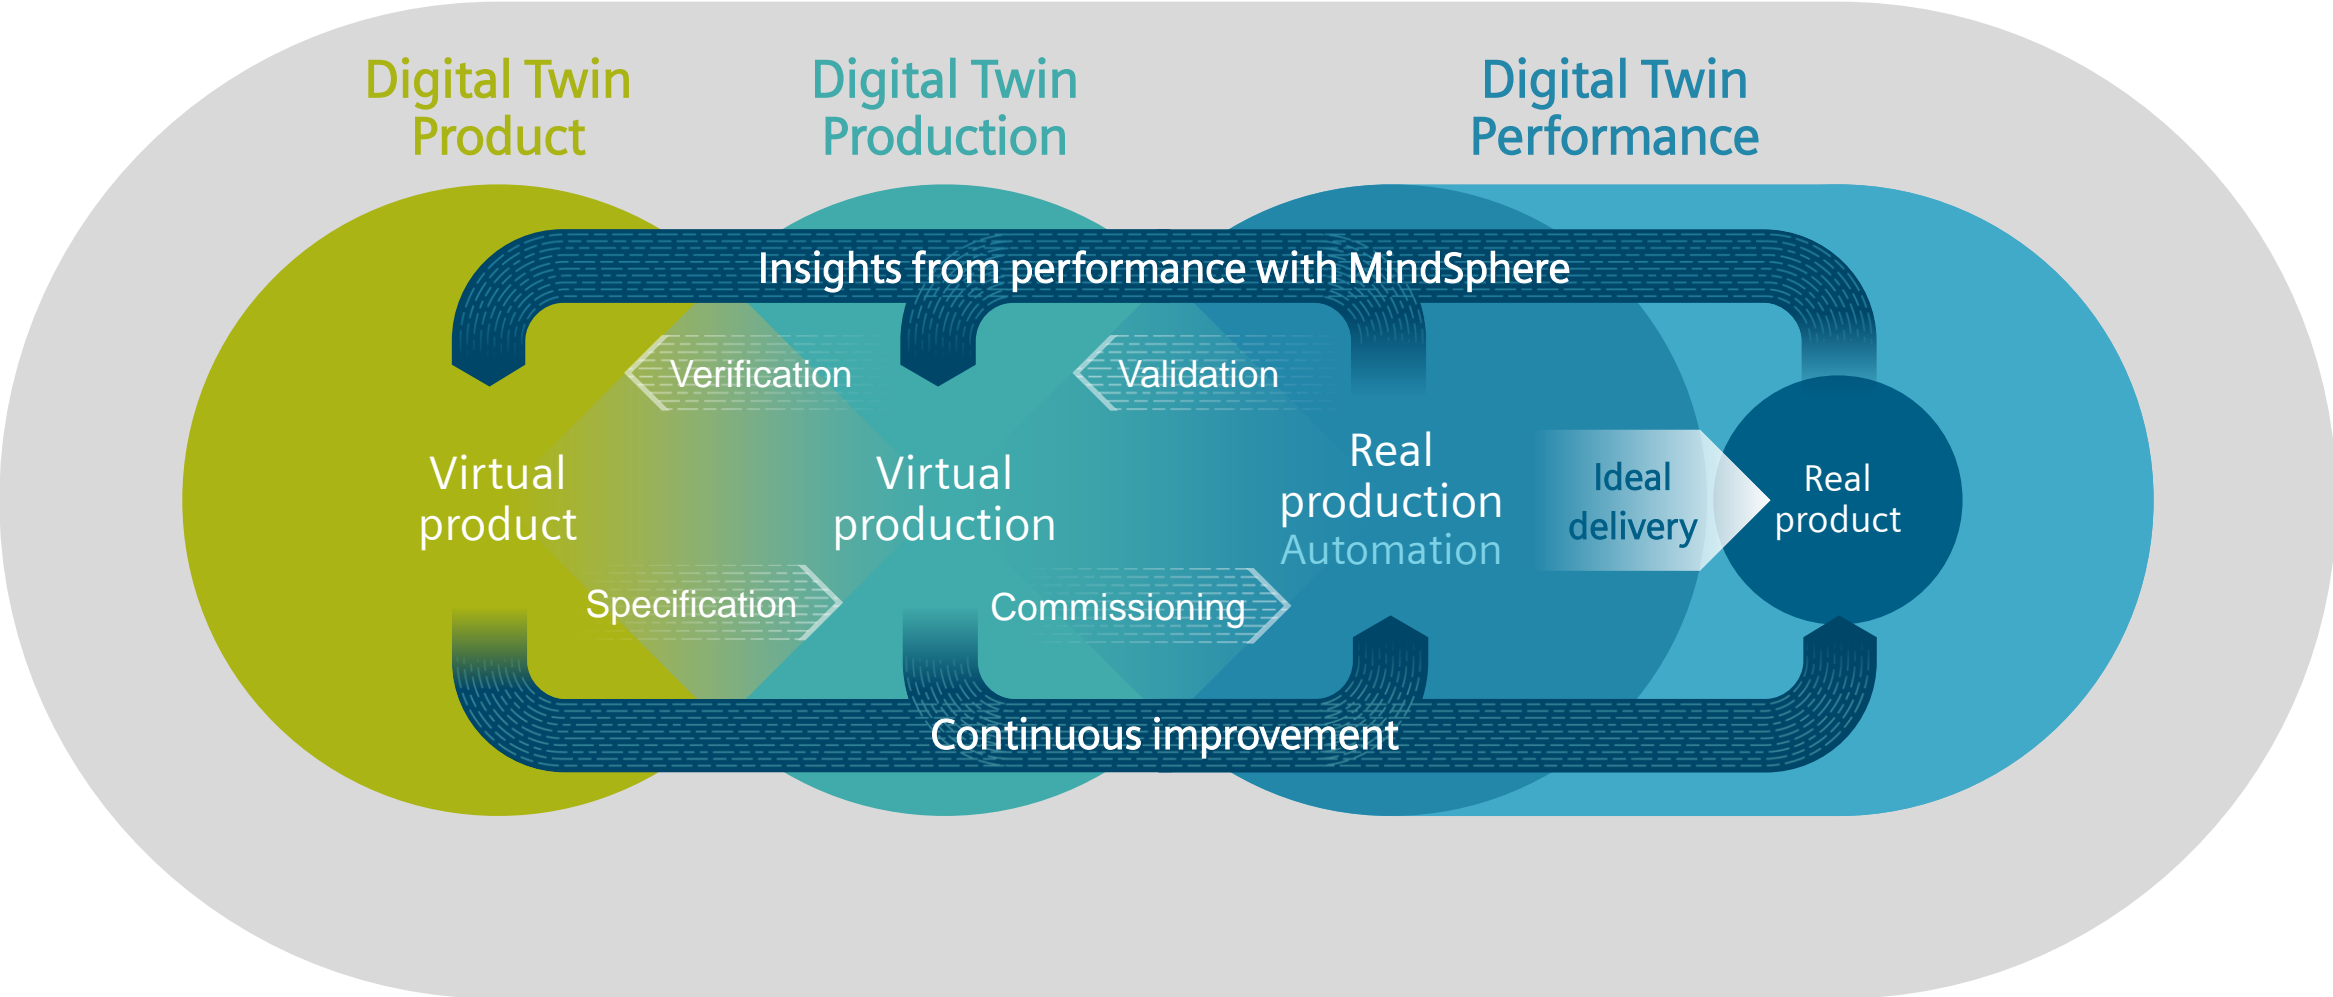 Digital Twin
Product
Digital Twin
Production
Digital Twin
Performance
Insights from performance with MindSphere
Verification
Validation
Virtual
product
Virtual
production
Real
production
Automation
Ideal
delivery
Real
product
Specification
Commissioning
Continuous improvement